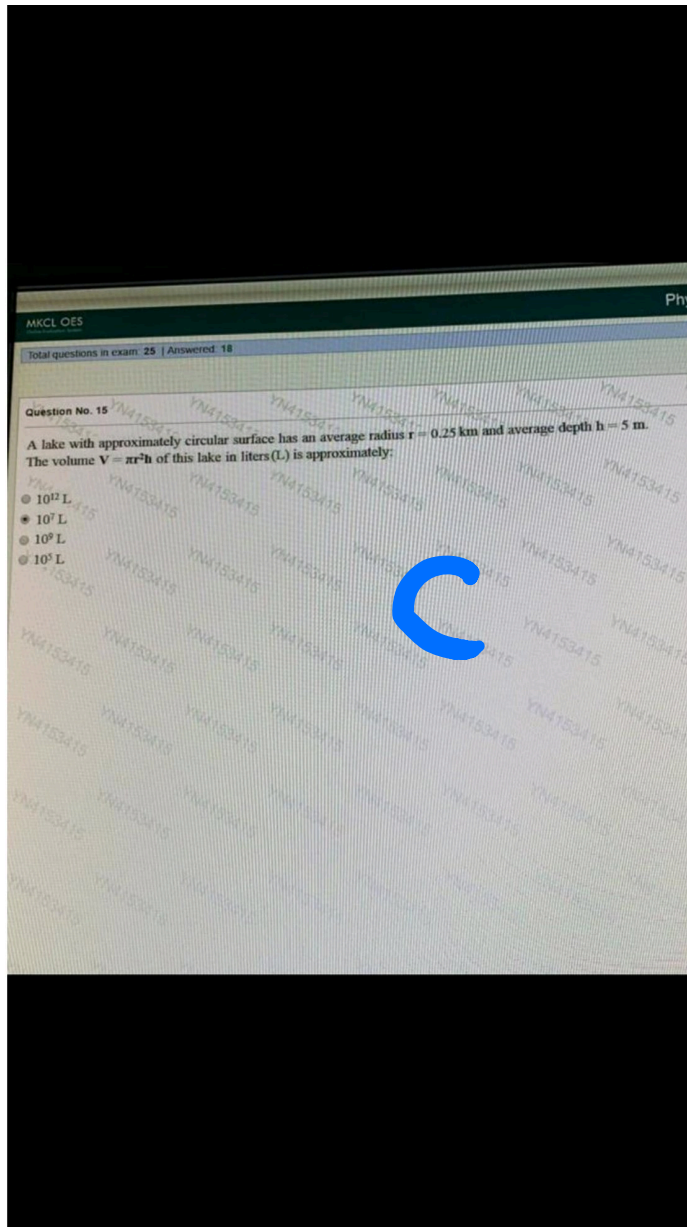 Phy
MKCL OES
Total questions in exam: 25 | Answered: 18
Question No. 15
A lake with approximately circular surface has an average radius r = 0.25 km and average depth h = 5 m.
The volume V = πr²h of this lake in liters (L) is approximately:
10¹² L
10⁷ L
10⁹ L
10⁵ L
C
YN4153415